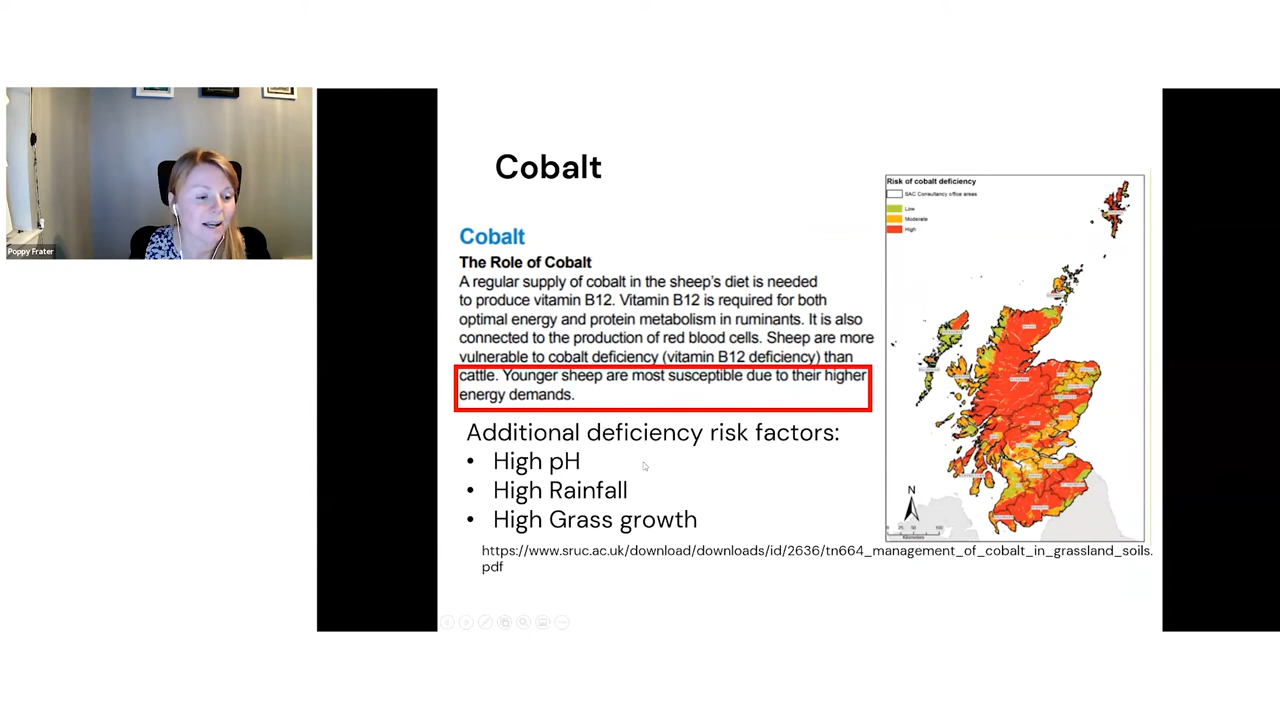 Poppy Frater
Cobalt
Cobalt
The Role of Cobalt
A regular supply of cobalt in the sheep's diet is needed
to produce vitamin B12. Vitamin B12 is required for both
optimal energy and protein metabolism in ruminants. It is also
connected to the production of red blood cells. Sheep are more
vulnerable to cobalt deficiency (vitamin B12 deficiency) than
cattle. Younger sheep are most susceptible due to their higher
energy demands.
Additional deficiency risk factors:
• High pH
• High Rainfall
• High Grass growth
https://www.sruc.ac.uk/download/downloads/id/2636/tn664_management_of_cobalt_in_grassland_soils.
pdf
Risk of cobalt deficiency
SAC Consultancy office areas
Low
Moderate
High
N
Kilometers